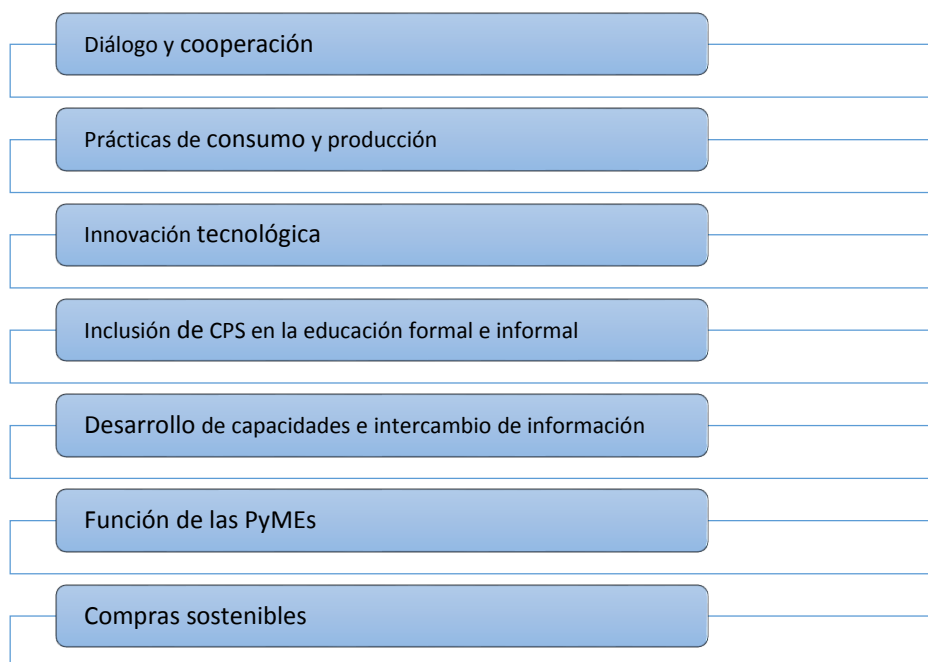 Diálogo y cooperación
Prácticas de consumo y producción
Innovación tecnológica
Inclusión de CPS en la educación formal e informal
Desarrollo de capacidades e intercambio de información
Función de las PyMEs
Compras sostenibles